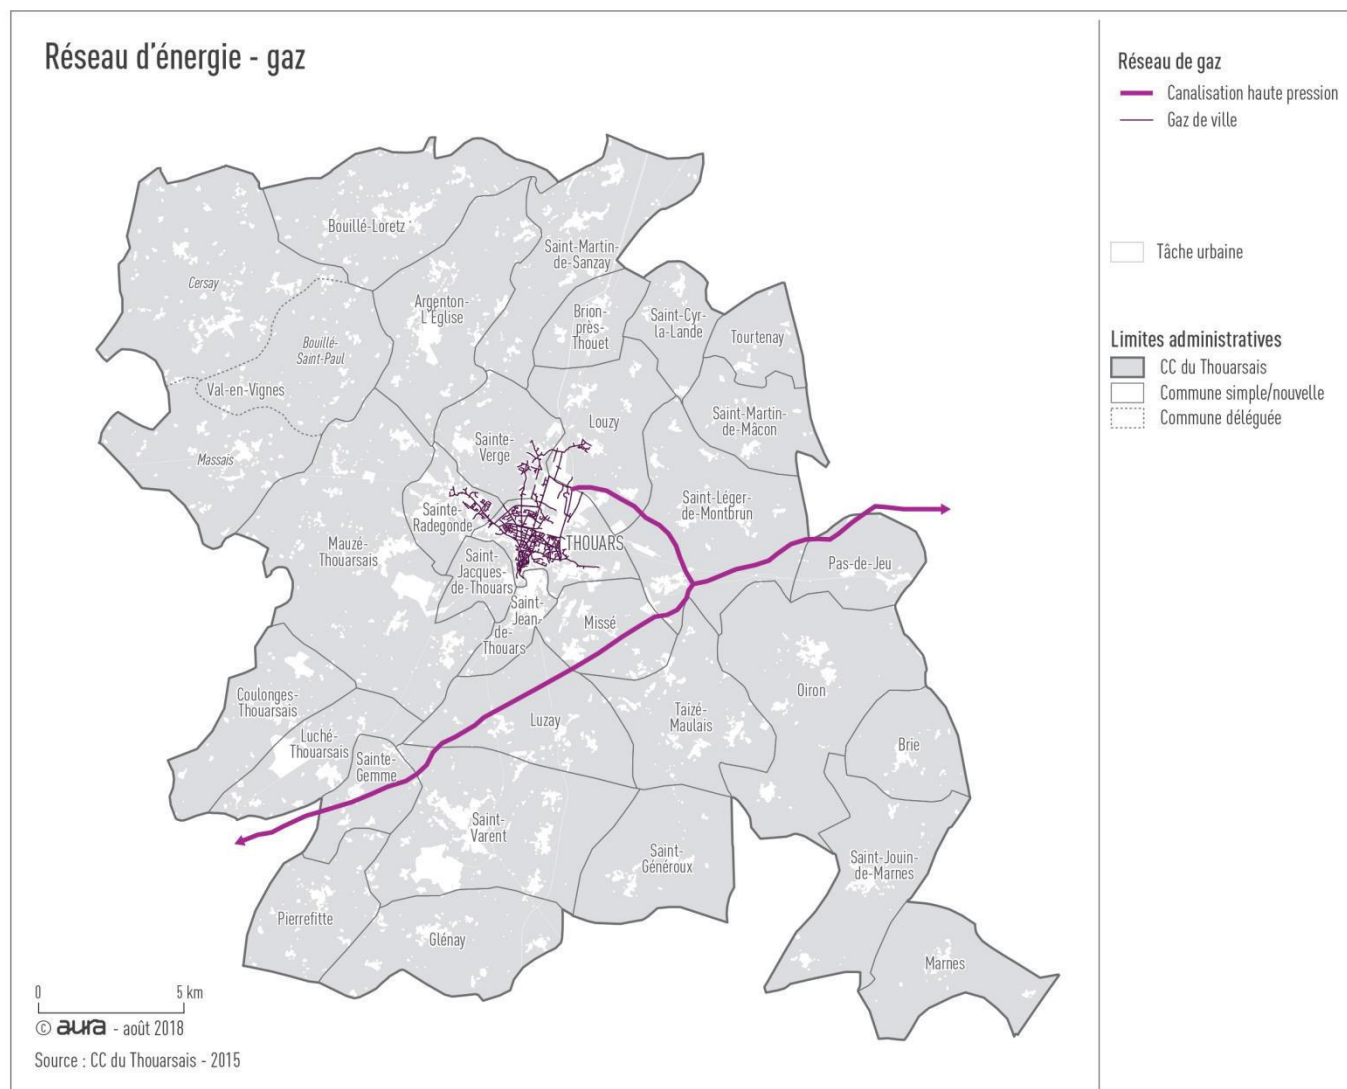 Réseau d'énergie - gaz
Réseau de gaz
Canalisation haute pression
Gaz de ville
Tâche urbaine
Limites administratives
CC du Thouarsais
Commune simple/nouvelle
Commune déléguée
Bouillé-Loretz
Saint-Martin-
de-Sanzay
Cersay
Argenton-
L'Église
Brion-
près-
Thouet
Saint-Cyr-
la-Lande
Tourtenay
Bouillé-
Saint-Paul
Val-en-Vignes
Saint-Martin-
de-Mâcon
Louzy
Sainte-
Verge
Massais
Saint-Léger-
de-Montbrun
Sainte-
Radegonde
THOUARS
Mauzé-
Thouarsais
Saint-
Jacques-
de-Thouars
Pas-de-Jeu
Saint-
Jean-
de-
Thouars
Missé
Oiron
Coulonges-
Thouarsais
Luzay
Taizé-
Maulais
Luché-
Thouarsais
Sainte-
Gemme
Brie
Saint-
Varent
Saint-
Généroux
Saint-Jouin-
de-Marnes
Pierrefitte
Glénay
Marnes
0 5 km
© aura - août 2018
Source : CC du Thouarsais - 2015